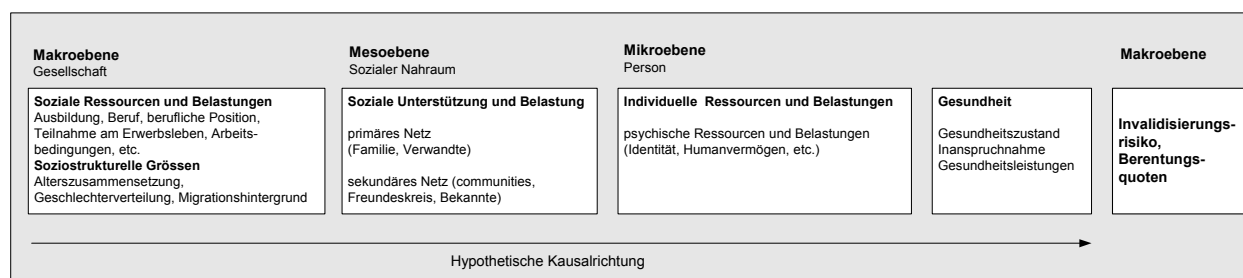 Makroebene
Gesellschaft
Soziale Ressourcen und Belastungen
Ausbildung, Beruf, berufliche Position,
Teilnahme am Erwerbsleben, Arbeits-
bedingungen, etc.
Soziostrukturelle Grössen
Alterszusammensetzung,
Geschlechterverteilung, Migrationshintergrund
Mesoebene
Sozialer Nahraum
Soziale Unterstützung und Belastung
primäres Netz
(Familie, Verwandte)
sekundäres Netz (communities,
Freundeskreis, Bekannte)
Mikroebene
Person
Individuelle Ressourcen und Belastungen
psychische Ressourcen und Belastungen
(Identität, Humanvermögen, etc.)
Gesundheit
Gesundheitszustand
Inanspruchnahme
Gesundheitsleistungen
Makroebene
Invalidisierungs-
risiko,
Berentungs-
quoten
Hypothetische Kausalrichtung